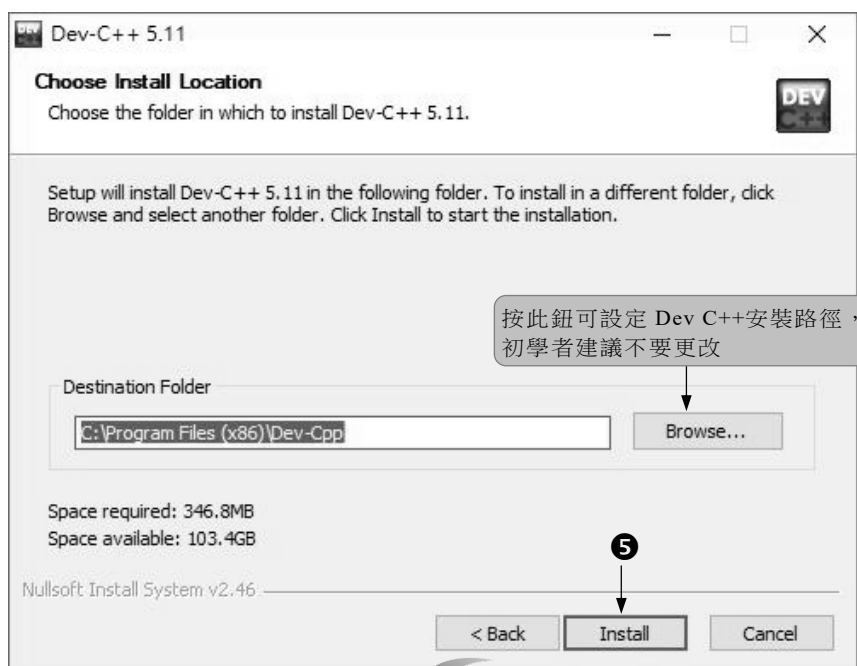 Dev-C++ 5.11
Choose Install Location
Choose the folder in which to install Dev-C++ 5.11.
DEV
C++
Setup will install Dev-C++ 5.11 in the following folder. To install in a different folder, click
Browse and select another folder. Click Install to start the installation.
按此鈕可設定 Dev C++安裝路徑，
初學者建議不要更改
Destination Folder
C:\Program Files (x86)\Dev-Cpp
Browse...
Space required: 346.8MB
Space available: 103.4GB
❺
Nullsoft Install System v2.46
< Back
Install
Cancel